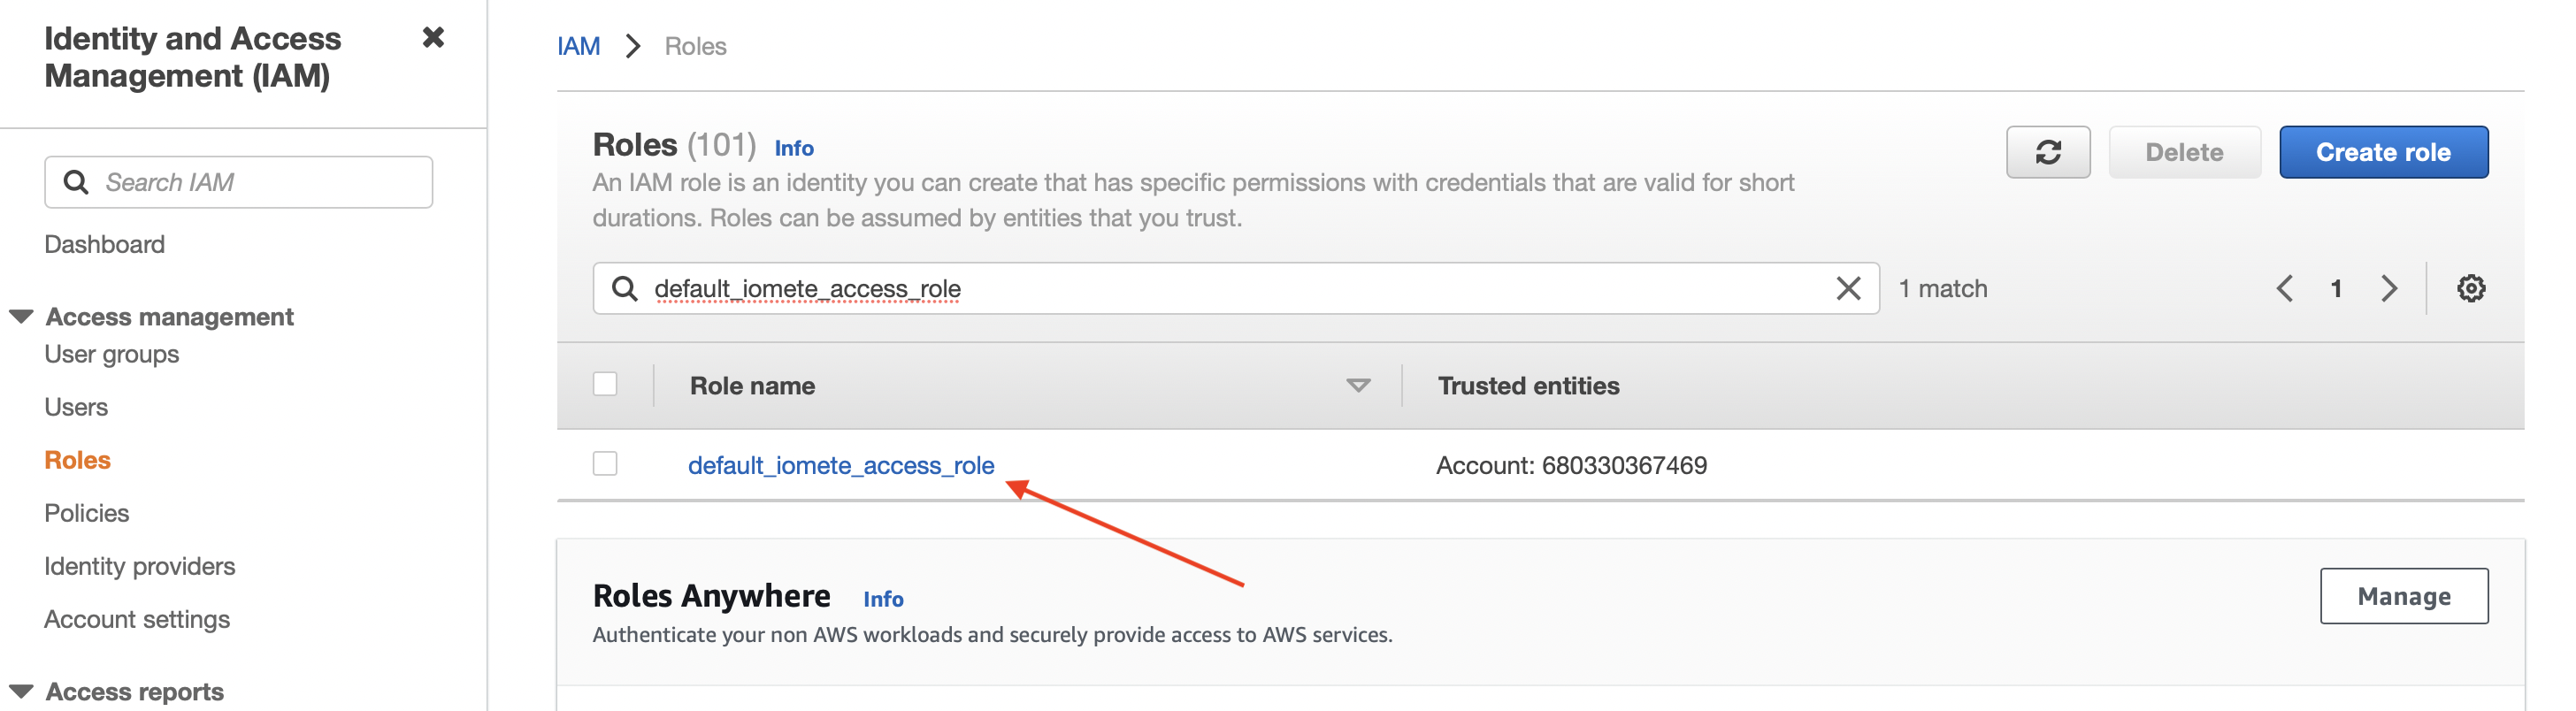 Identity and Access
Management (IAM)
Search IAM
Dashboard
Access management
User groups
Users
Roles
Policies
Identity providers
Account settings
Access reports
IAM > Roles
Roles (101) Info
An IAM role is an identity you can create that has specific permissions with credentials that are valid for short
durations. Roles can be assumed by entities that you trust.
Delete
Create role
default_iomete_access_role
1 match
1
Role name
Trusted entities
default_iomete_access_role
Account: 680330367469
Roles Anywhere Info
Authenticate your non AWS workloads and securely provide access to AWS services.
Manage